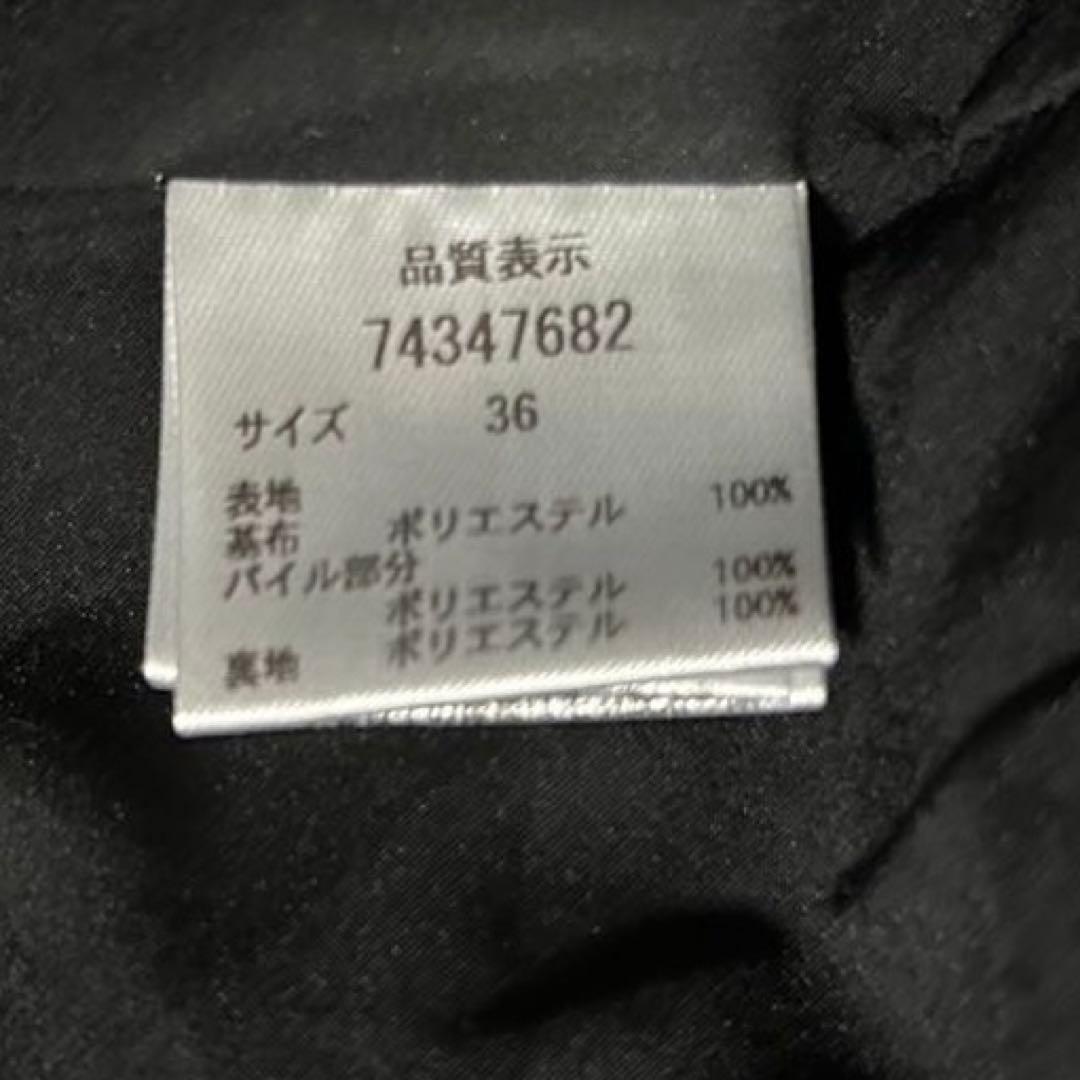 品質表示
74347682
サイズ 36
表地
基布 ポリエステル 100%
パイル部分
ポリエステル 100%
裏地 ポリエステル 100%